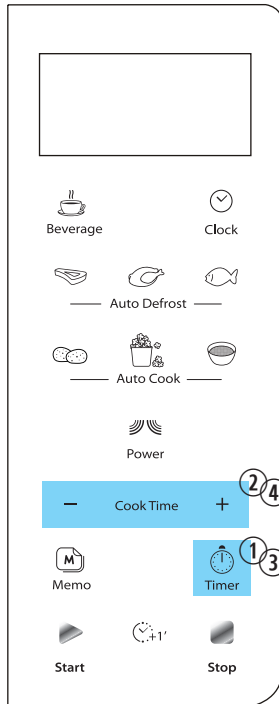 Beverage Clock
Auto Defrost
Auto Cook
Power
− Cook Time +
② ④
① ③
M
Memo Timer
+1'
Start Stop